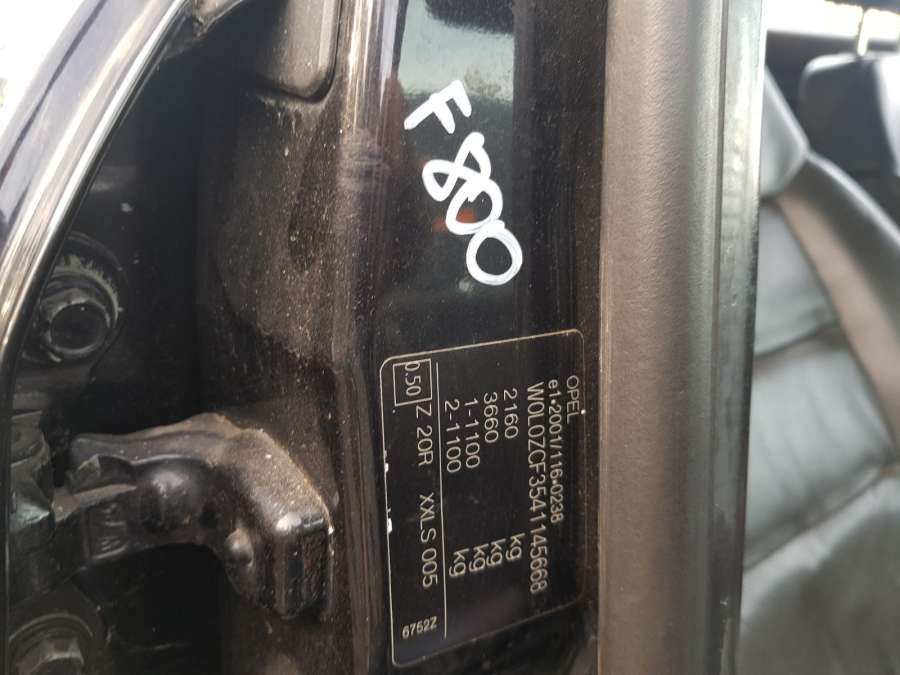 F800
OPEL
e1*2001/116*0238
W0L0ZCF3541145668
2160 kg
3660 kg
1-1100 kg
2-1100 kg
0.50 Z 20R XXLS 005
6752Z